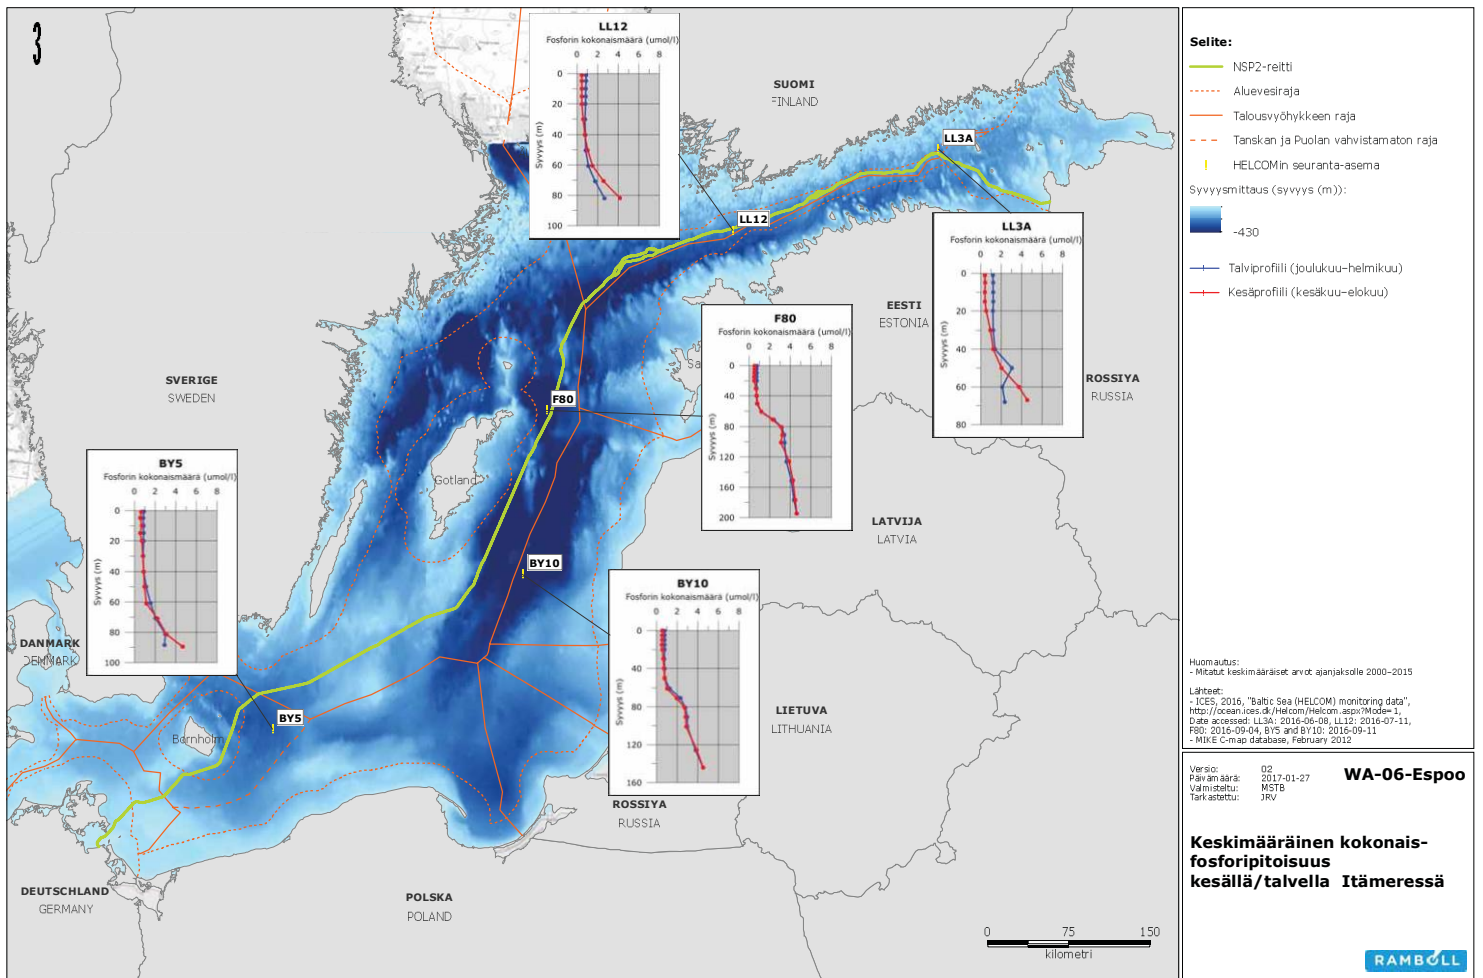 3
LL12
Fosforin kokonaismäärä (umol/l)
0 2 4 6 8
Syvyys (m)
0
20
40
60
80
100
SUOMI
FINLAND
LL3A
LL12
LL3A
Fosforin kokonaismäärä (umol/l)
0 2 4 6 8
Syvyys (m)
0
20
40
60
80
EESTI
ESTONIA
ROSSIYA
RUSSIA
F80
Fosforin kokonaismäärä (umol/l)
0 2 4 6 8
Syvyys (m)
0
40
80
120
160
200
Sa
SVERIGE
SWEDEN
F80
Gotland
BY5
Fosforin kokonaismäärä (umol/l)
0 2 4 6 8
Syvyys (m)
0
20
40
60
80
100
LATVIJA
LATVIA
BY10
BY10
Fosforin kokonaismäärä (umol/l)
0 2 4 6 8
Syvyys (m)
0
40
80
120
160
DANMARK
DENMARK
LIETUVA
LITHUANIA
BY5
Bornholm
ROSSIYA
RUSSIA
DEUTSCHLAND
GERMANY
POLSKA
POLAND
0 75 150
kilometri
Selite:
NSP2-reitti
Aluevesiraja
Talousvyöhykkeen raja
Tanskan ja Puolan vahvistamaton raja
HELCOMin seuranta-asema
Syvyysmittaus (syvyys (m)):
-430
Talviprofiili (joulukuu–helmikuu)
Kesäprofiili (kesäkuu–elokuu)
Huomautus:
- Mitatut keskimääräiset arvot ajanjaksolle 2000–2015
Lähteet:
- ICES, 2016, "Baltic Sea (HELCOM) monitoring data",
http://ocean.ices.dk/Helcom/Helcom.aspx?Mode=1,
Date accessed: LL3A: 2016-06-08, LL12: 2016-07-11,
F80: 2016-09-04, BY5 and BY10: 2016-09-11
- MIKE C-map database, February 2012
Versio: 02
Päivämäärä: 2017-01-27
Valmisteltu: MSTB
Tarkastettu: JRV
WA-06-Espoo
Keskimääräinen kokonais-
fosforipitoisuus
kesällä/talvella Itämeressä
RAMBOLL